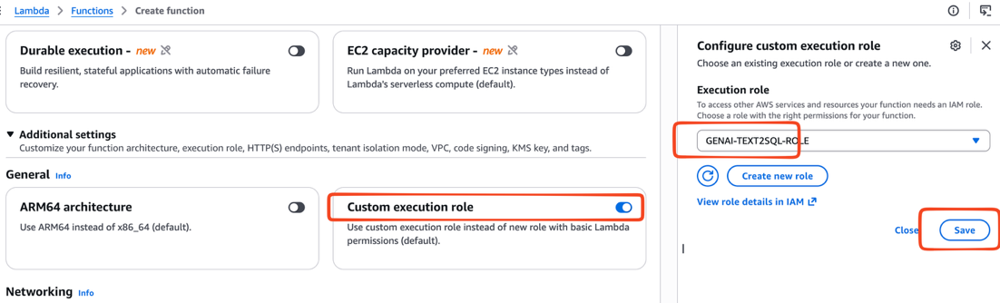 Lambda > Functions > Create function
Durable execution - new
Build resilient, stateful applications with automatic failure
recovery.
EC2 capacity provider - new
Run Lambda on your preferred EC2 instance types instead of
Lambda's serverless compute (default).
▼ Additional settings
Customize your function architecture, execution role, HTTP(S) endpoints, tenant isolation mode, VPC, code signing, KMS key, and tags.
General Info
ARM64 architecture
Use ARM64 instead of x86_64 (default).
Custom execution role
Use custom execution role instead of new role with basic Lambda
permissions (default).
Networking Info
Configure custom execution role
Choose an existing execution role or create a new one.
Execution role
To access other AWS services and resources your function needs an IAM role.
Choose a role with the right permissions for your function.
GENAI-TEXT2SQL-ROLE
Create new role
View role details in IAM
Close
Save